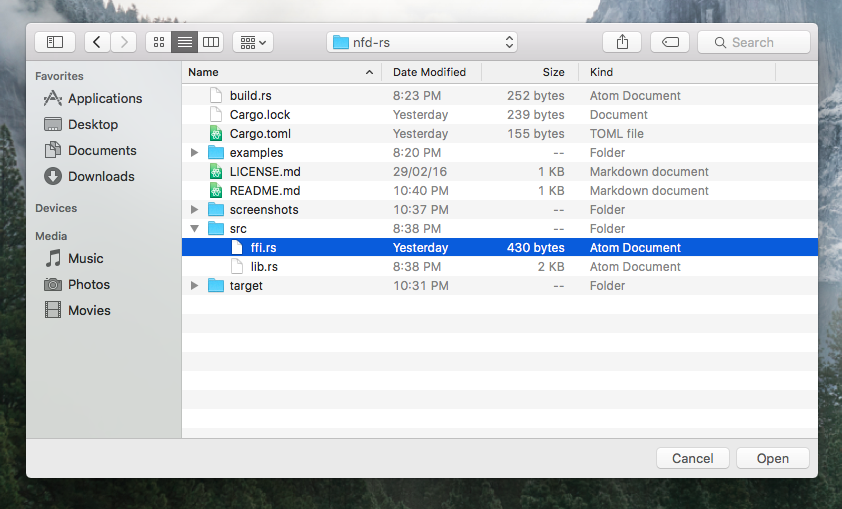 nfd-rs
Search
Favorites
Applications
Desktop
Documents
Downloads
Devices
Media
Music
Photos
Movies
Name Date Modified Size Kind
build.rs 8:23 PM 252 bytes Atom Document
Cargo.lock Yesterday 239 bytes Document
Cargo.toml Yesterday 155 bytes TOML file
examples 8:20 PM -- Folder
LICENSE.md 29/02/16 1 KB Markdown document
README.md 10:40 PM 1 KB Markdown document
screenshots 10:37 PM -- Folder
src 8:38 PM -- Folder
ffi.rs Yesterday 430 bytes Atom Document
lib.rs 8:38 PM 2 KB Atom Document
target 10:31 PM -- Folder
Cancel Open